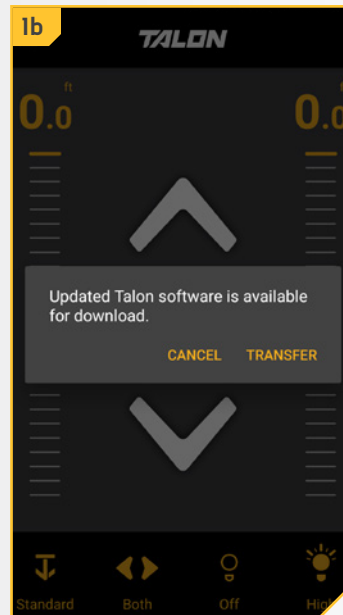 1b
TALON
ft
0.0
0.0
Updated Talon software is available
for download.
CANCEL TRANSFER
Standard Both Off High